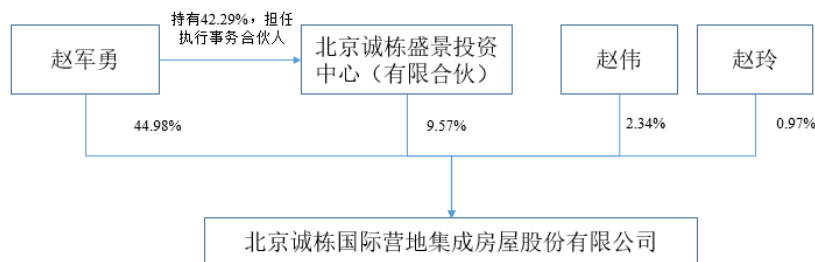 持有42.29%，担任
执行事务合伙人
赵军勇
北京诚栋盛景投资
中心（有限合伙）
赵伟
赵玲
44.98%
9.57%
2.34%
0.97%
北京诚栋国际营地集成房屋股份有限公司